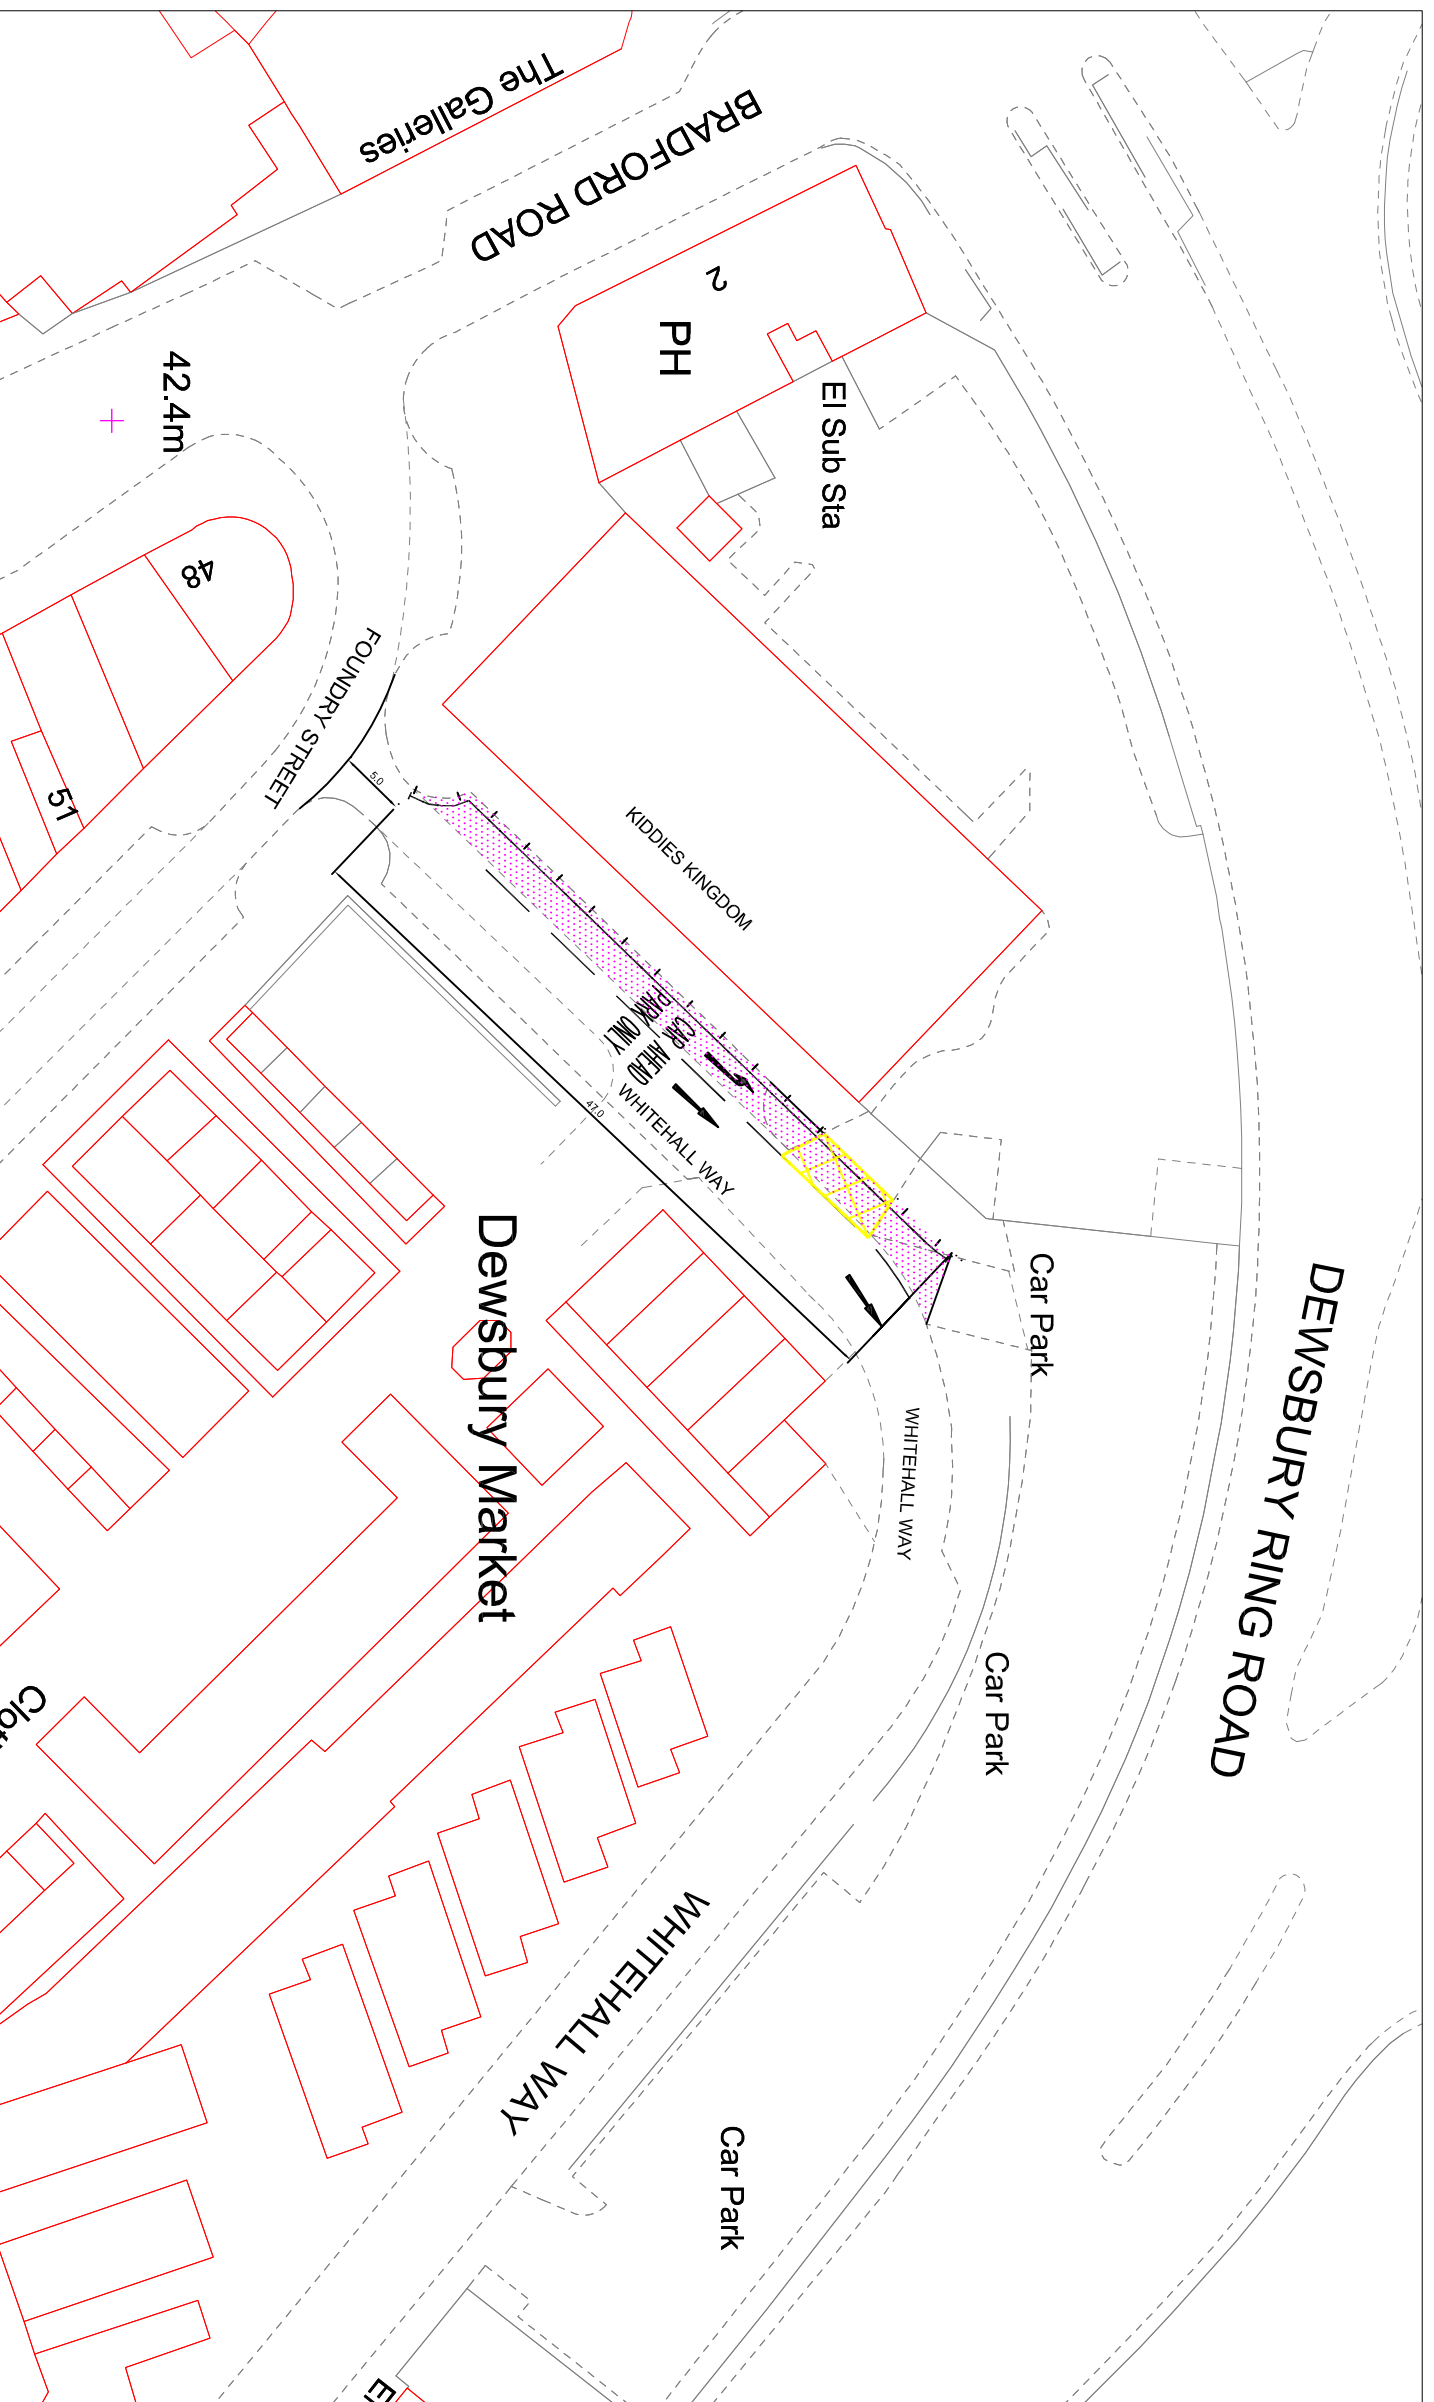 The Galleries
BRADFORD ROAD
2
PH
El Sub Sta
42.4m
48
51
FOUNDRY STREET
5.0
KIDDIES KINGDOM
CAR
PARK
AHEAD
ONLY
WHITEHALL WAY
47.0
Dewsbury Market
Car Park
DEWSBURY RING ROAD
WHITEHALL WAY
Car Park
WHITEHALL WAY
Car Park